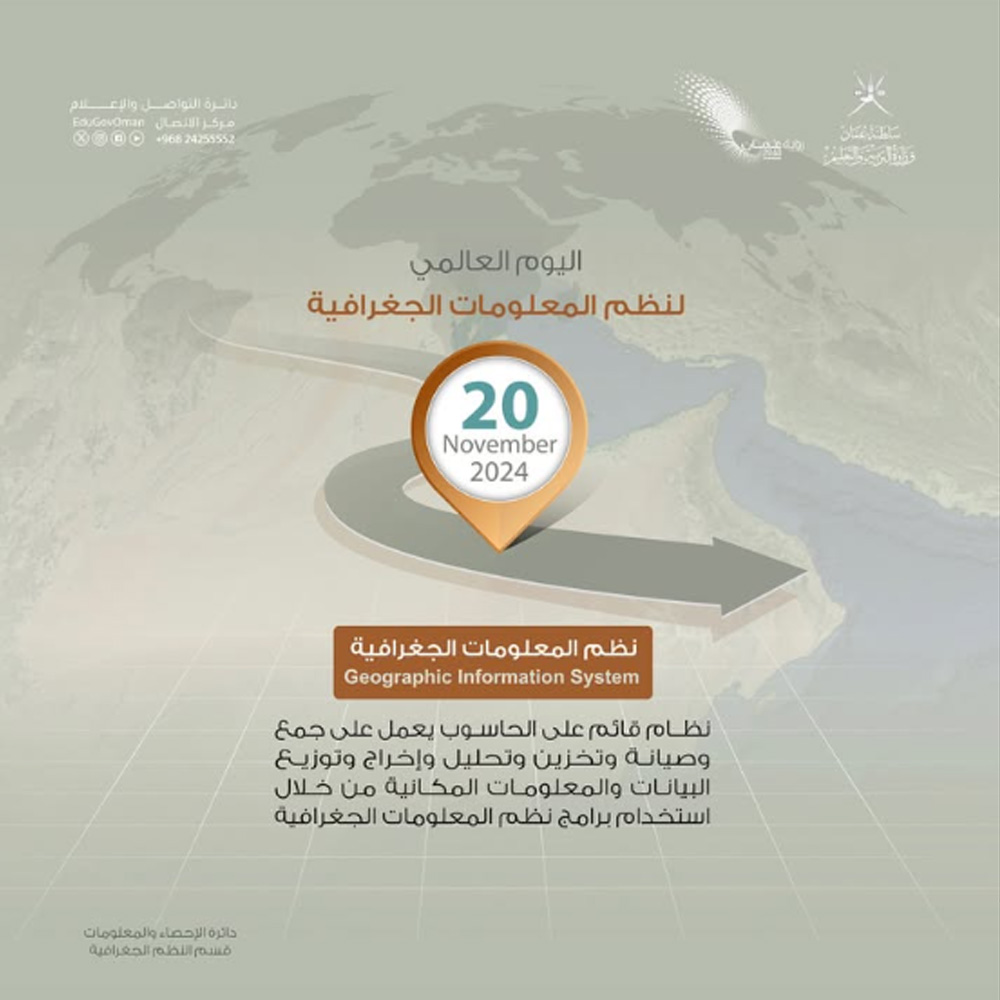 دائرة التواصل والإعلام
مركز الاتصال EduGovOman
+968 24255552
رؤية عمان
2040
سلطنة عمان
وزارة التربية والتعليم
اليوم العالمي
لنظم المعلومات الجغرافية
20
November
2024
نظم المعلومات الجغرافية
Geographic Information System
نظام قائم على الحاسوب يعمل على جمع
وصيانة وتخزين وتحليل وإخراج وتوزيع
البيانات والمعلومات المكانية من خلال
استخدام برامج نظم المعلومات الجغرافية
دائرة الإحصاء والمعلومات
قسم النظم الجغرافية